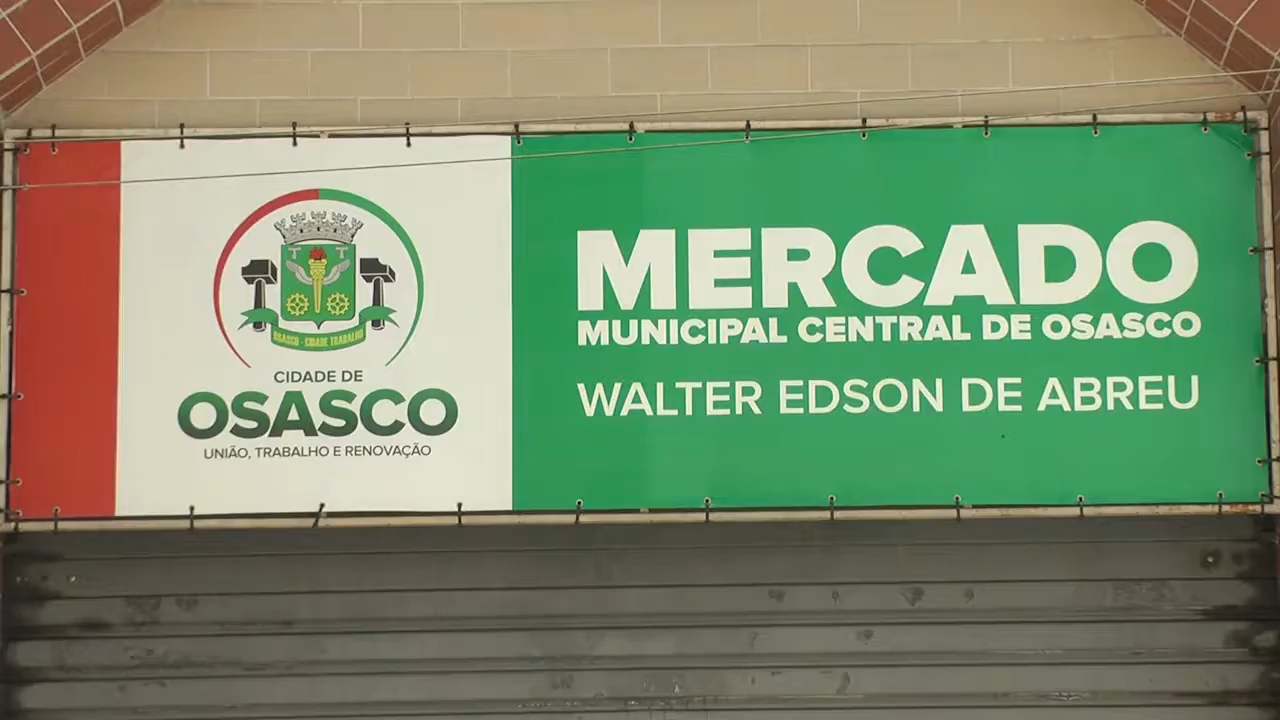 OSASCO - CIDADE TRABALHO
CIDADE DE
OSASCO
UNIÃO, TRABALHO E RENOVAÇÃO
MERCADO
MUNICIPAL CENTRAL DE OSASCO
WALTER EDSON DE ABREU